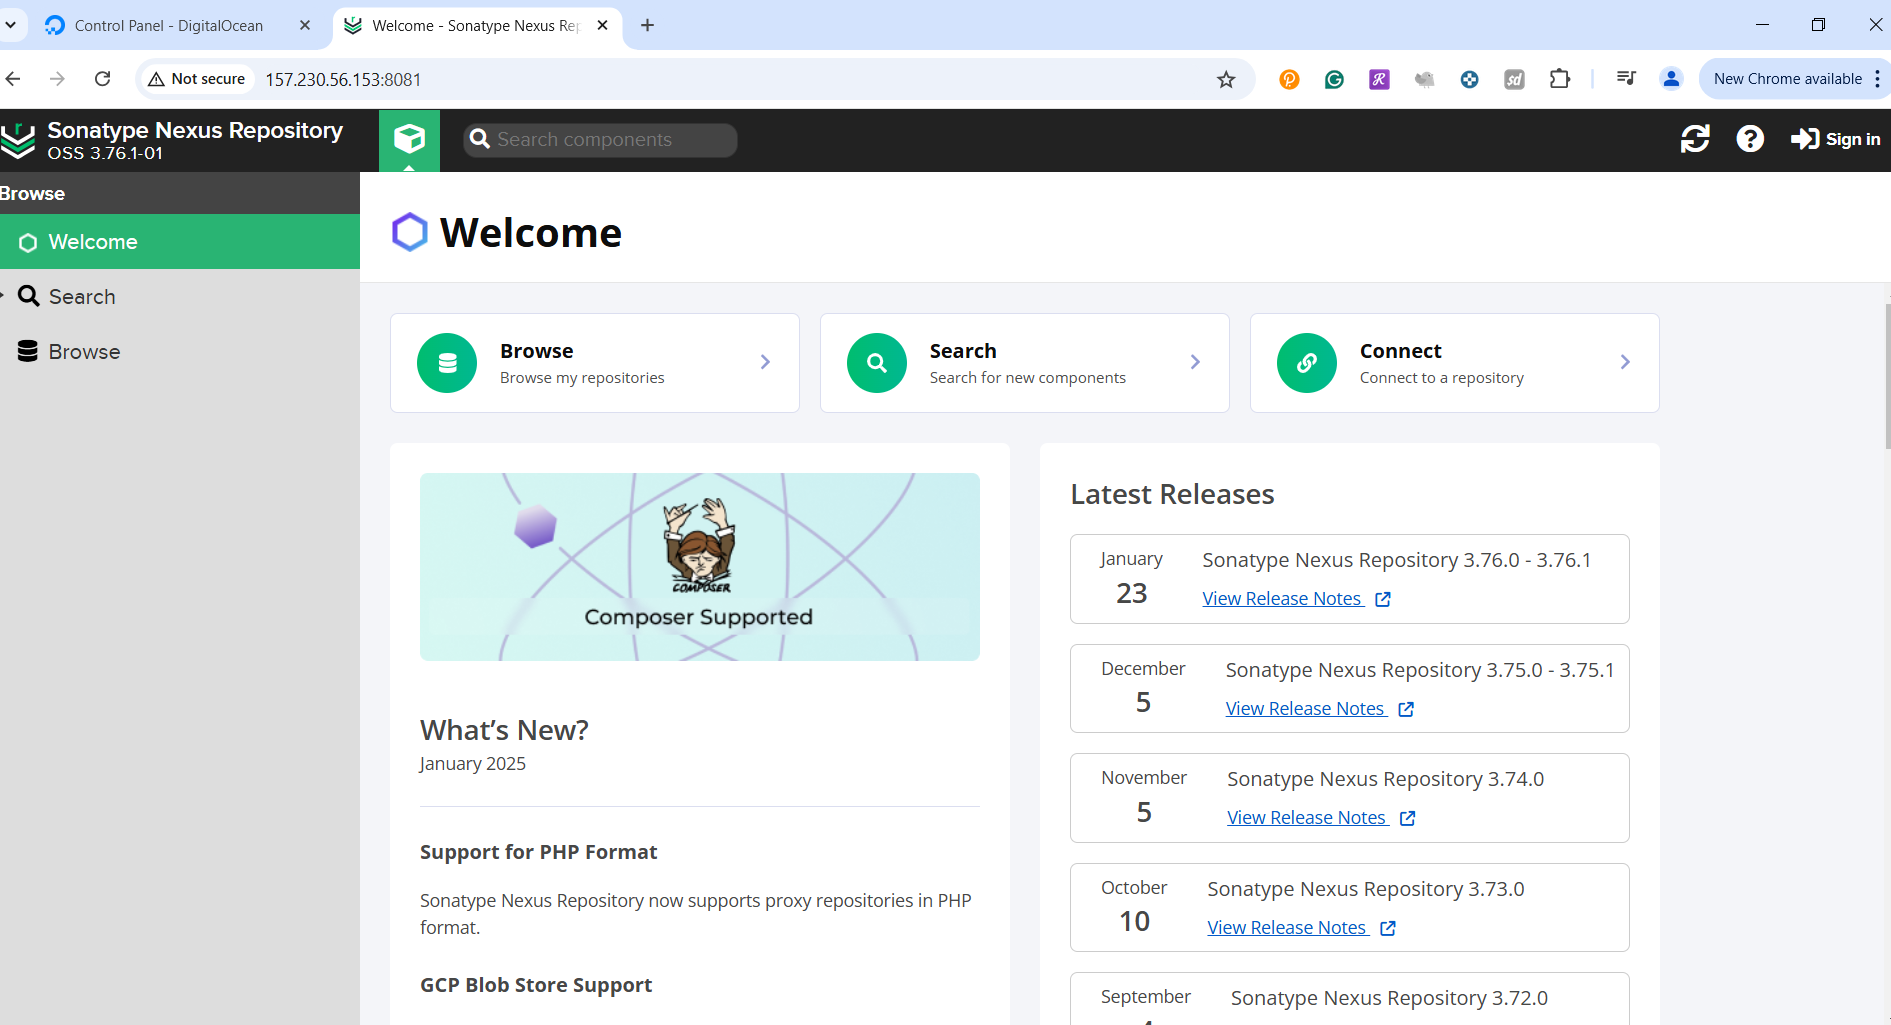 Control Panel - DigitalOcean
Welcome - Sonatype Nexus Rep
Not secure
157.230.56.153:8081
sd
New Chrome available
Sonatype Nexus Repository
OSS 3.76.1-01
Search components
Sign in
Browse
Welcome
Search
Browse
Welcome
Browse
Browse my repositories
Search
Search for new components
Connect
Connect to a repository
COMPOSER
Composer Supported
What's New?
January 2025
Support for PHP Format
Sonatype Nexus Repository now supports proxy repositories in PHP
format.
GCP Blob Store Support
Latest Releases
January
23
Sonatype Nexus Repository 3.76.0 - 3.76.1
View Release Notes
December
5
Sonatype Nexus Repository 3.75.0 - 3.75.1
View Release Notes
November
5
Sonatype Nexus Repository 3.74.0
View Release Notes
October
10
Sonatype Nexus Repository 3.73.0
View Release Notes
September
Sonatype Nexus Repository 3.72.0